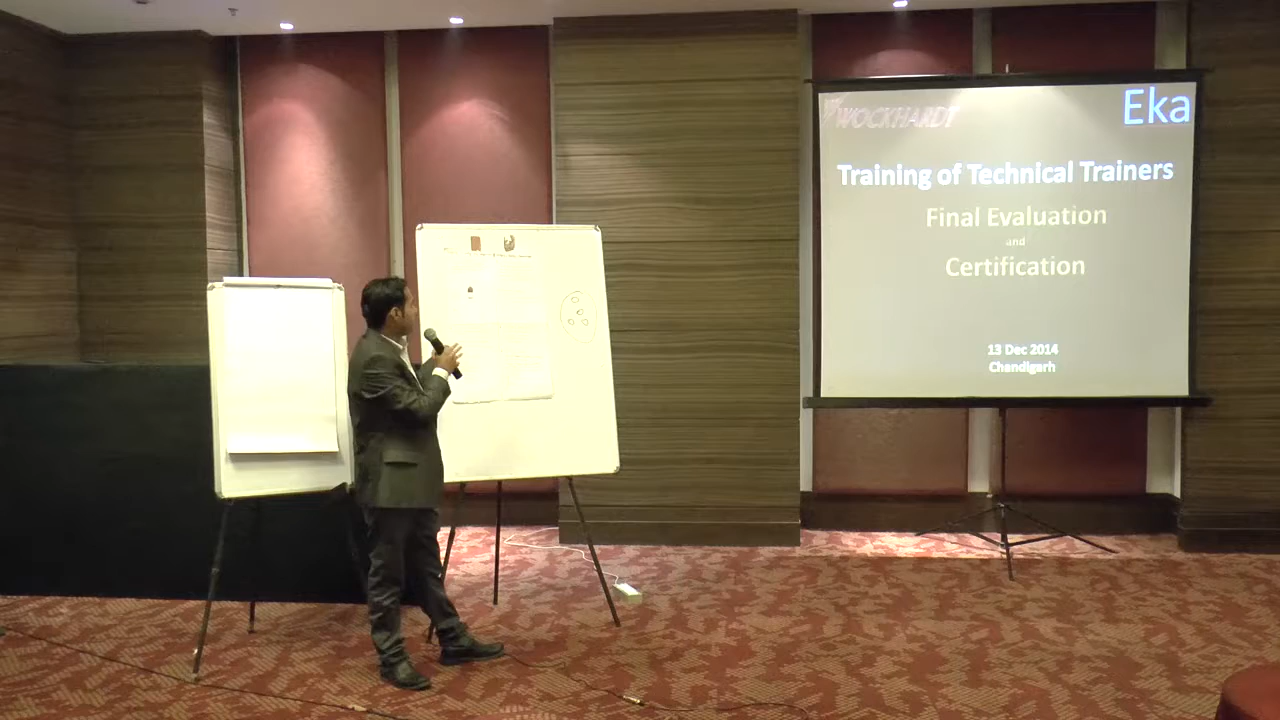 WOCKHARDT
Eka
Training of Technical Trainers
Final Evaluation
and
Certification
13 Dec 2014
Chandigarh